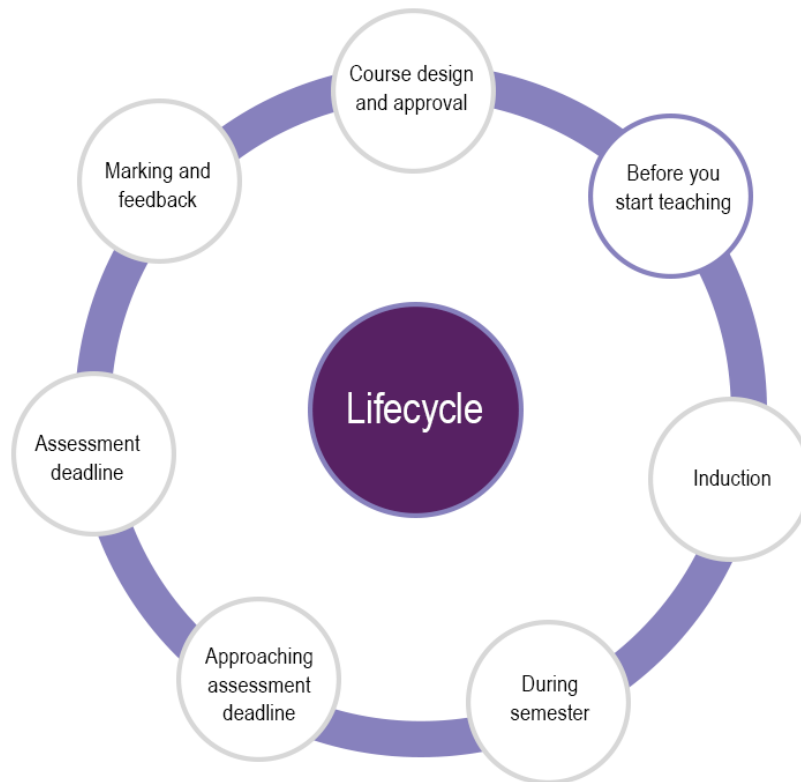 Course design
and approval
Before you
start teaching
Induction
During
semester
Approaching
assessment
deadline
Assessment
deadline
Marking and
feedback
Lifecycle